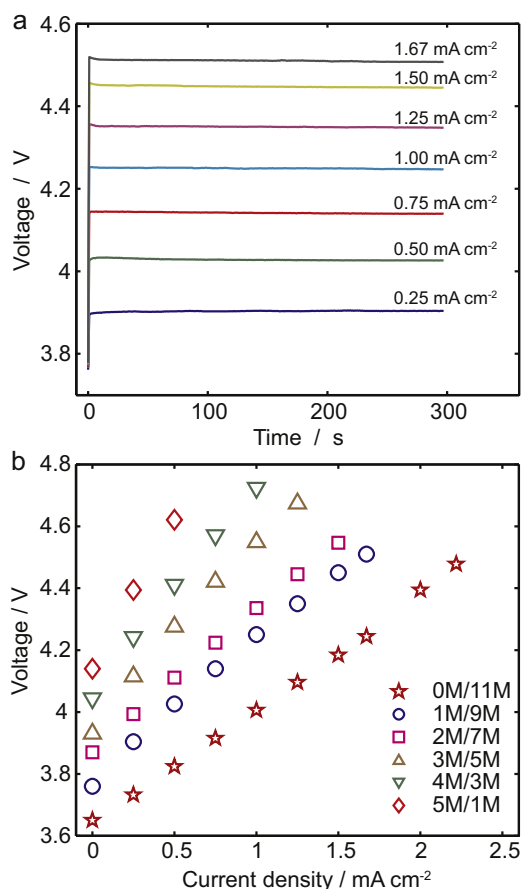 a
4.6
4.4
4.2
4
3.8
Voltage / V
1.67 mA cm-2
1.50 mA cm-2
1.25 mA cm-2
1.00 mA cm-2
0.75 mA cm-2
0.50 mA cm-2
0.25 mA cm-2
0 100 200 300
Time / s
b
4.8
4.6
4.4
4.2
4
3.8
3.6
Voltage / V
0M/11M
1M/9M
2M/7M
3M/5M
4M/3M
5M/1M
0 0.5 1 1.5 2 2.5
Current density / mA cm-2